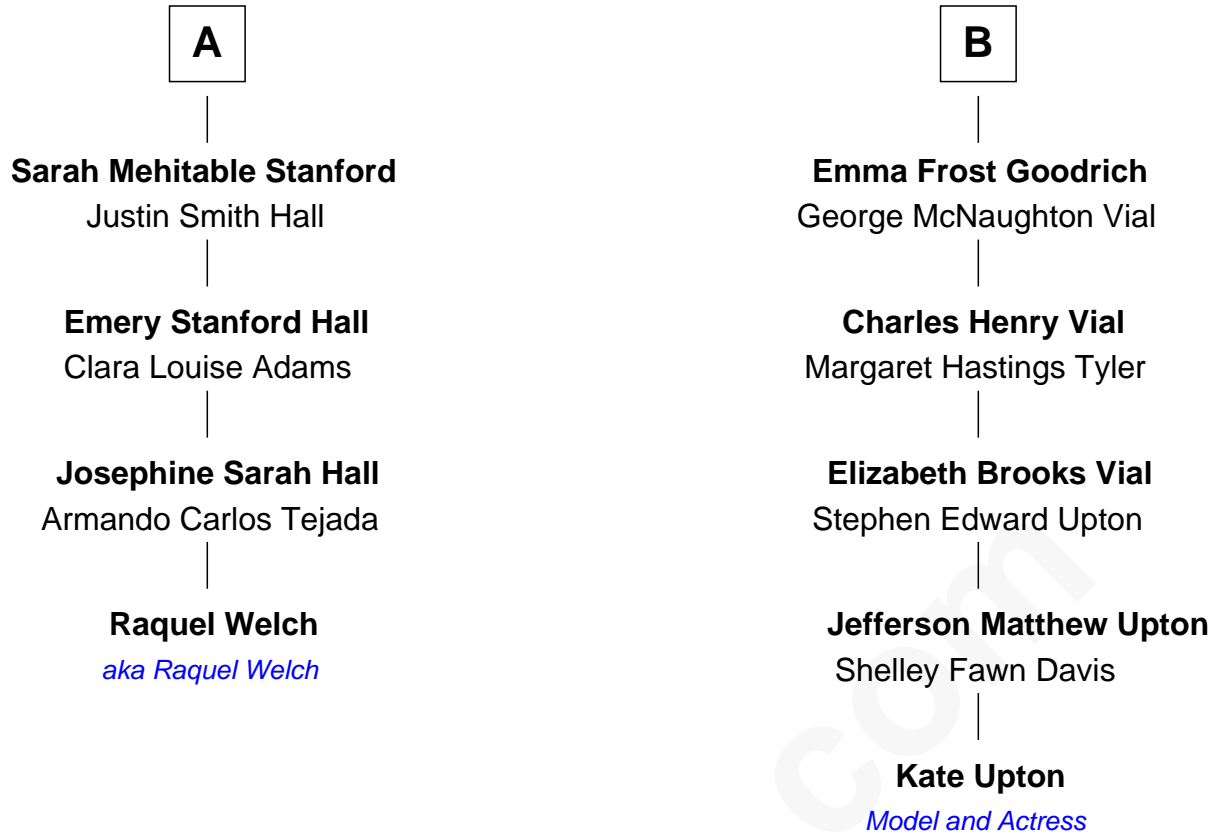 A
Sarah Mehitable Stanford
Justin Smith Hall
Emery Stanford Hall
Clara Louise Adams
Josephine Sarah Hall
Armando Carlos Tejada
Raquel Welch
aka Raquel Welch
B
Emma Frost Goodrich
George McNaughton Vial
Charles Henry Vial
Margaret Hastings Tyler
Elizabeth Brooks Vial
Stephen Edward Upton
Jefferson Matthew Upton
Shelley Fawn Davis
Kate Upton
Model and Actress
com